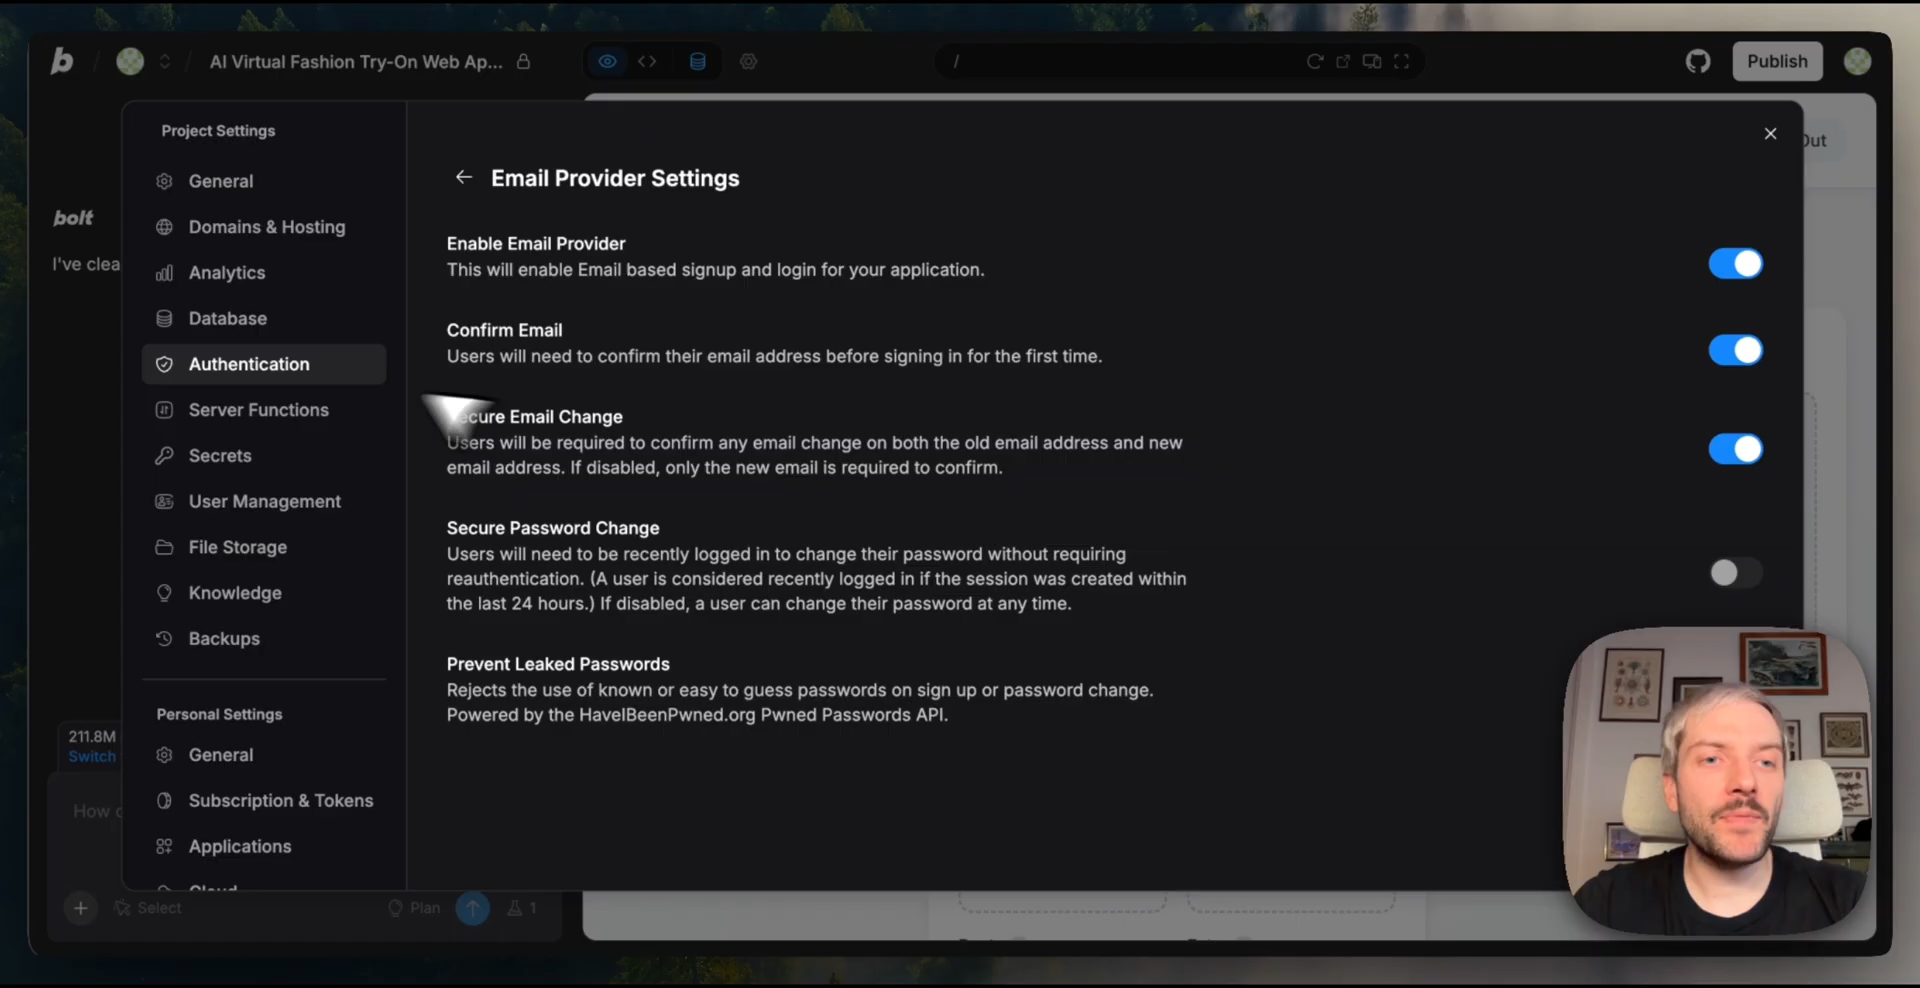 b / AI Virtual Fashion Try-On Web Ap... / Publish
Project Settings
General
Domains & Hosting
Analytics
Database
Authentication
Server Functions
Secrets
User Management
File Storage
Knowledge
Backups
Personal Settings
General
Subscription & Tokens
Applications
Cloud
Email Provider Settings
Enable Email Provider
This will enable Email based signup and login for your application.
Confirm Email
Users will need to confirm their email address before signing in for the first time.
ecure Email Change
Users will be required to confirm any email change on both the old email address and new
email address. If disabled, only the new email is required to confirm.
Secure Password Change
Users will need to be recently logged in to change their password without requiring
reauthentication. (A user is considered recently logged in if the session was created within
the last 24 hours.) If disabled, a user can change their password at any time.
Prevent Leaked Passwords
Rejects the use of known or easy to guess passwords on sign up or password change.
Powered by the HaveIBeenPwned.org Pwned Passwords API.
Out
bolt
I've clea
211.8M
Switch
How c
Select
Plan
1